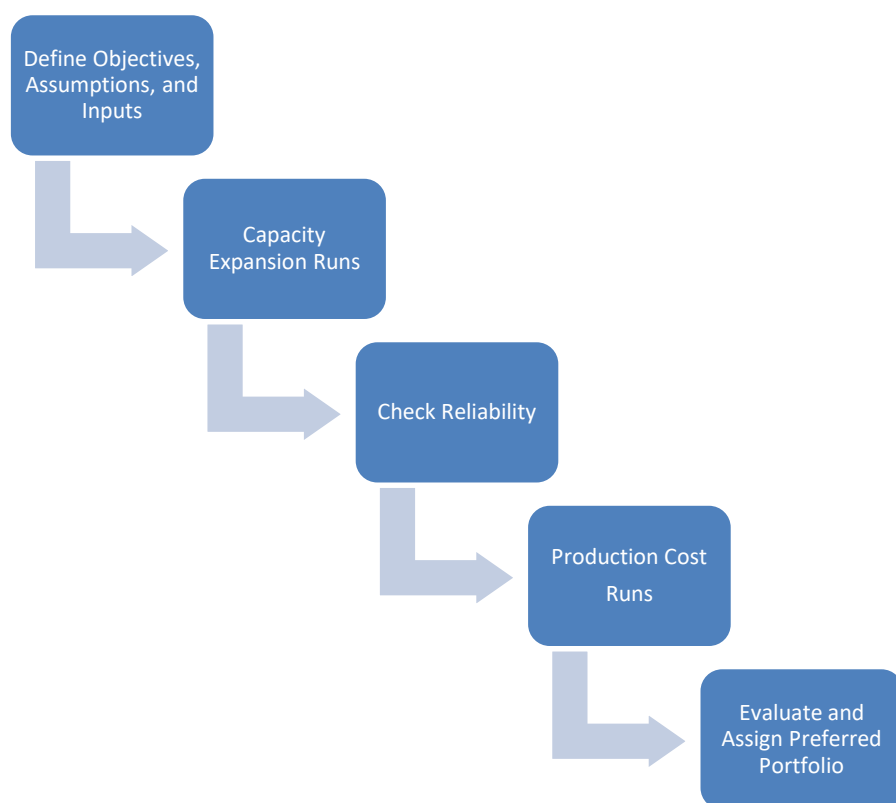 Define Objectives,
Assumptions, and
Inputs
Capacity
Expansion Runs
Check Reliability
Production Cost
Runs
Evaluate and
Assign Preferred
Portfolio